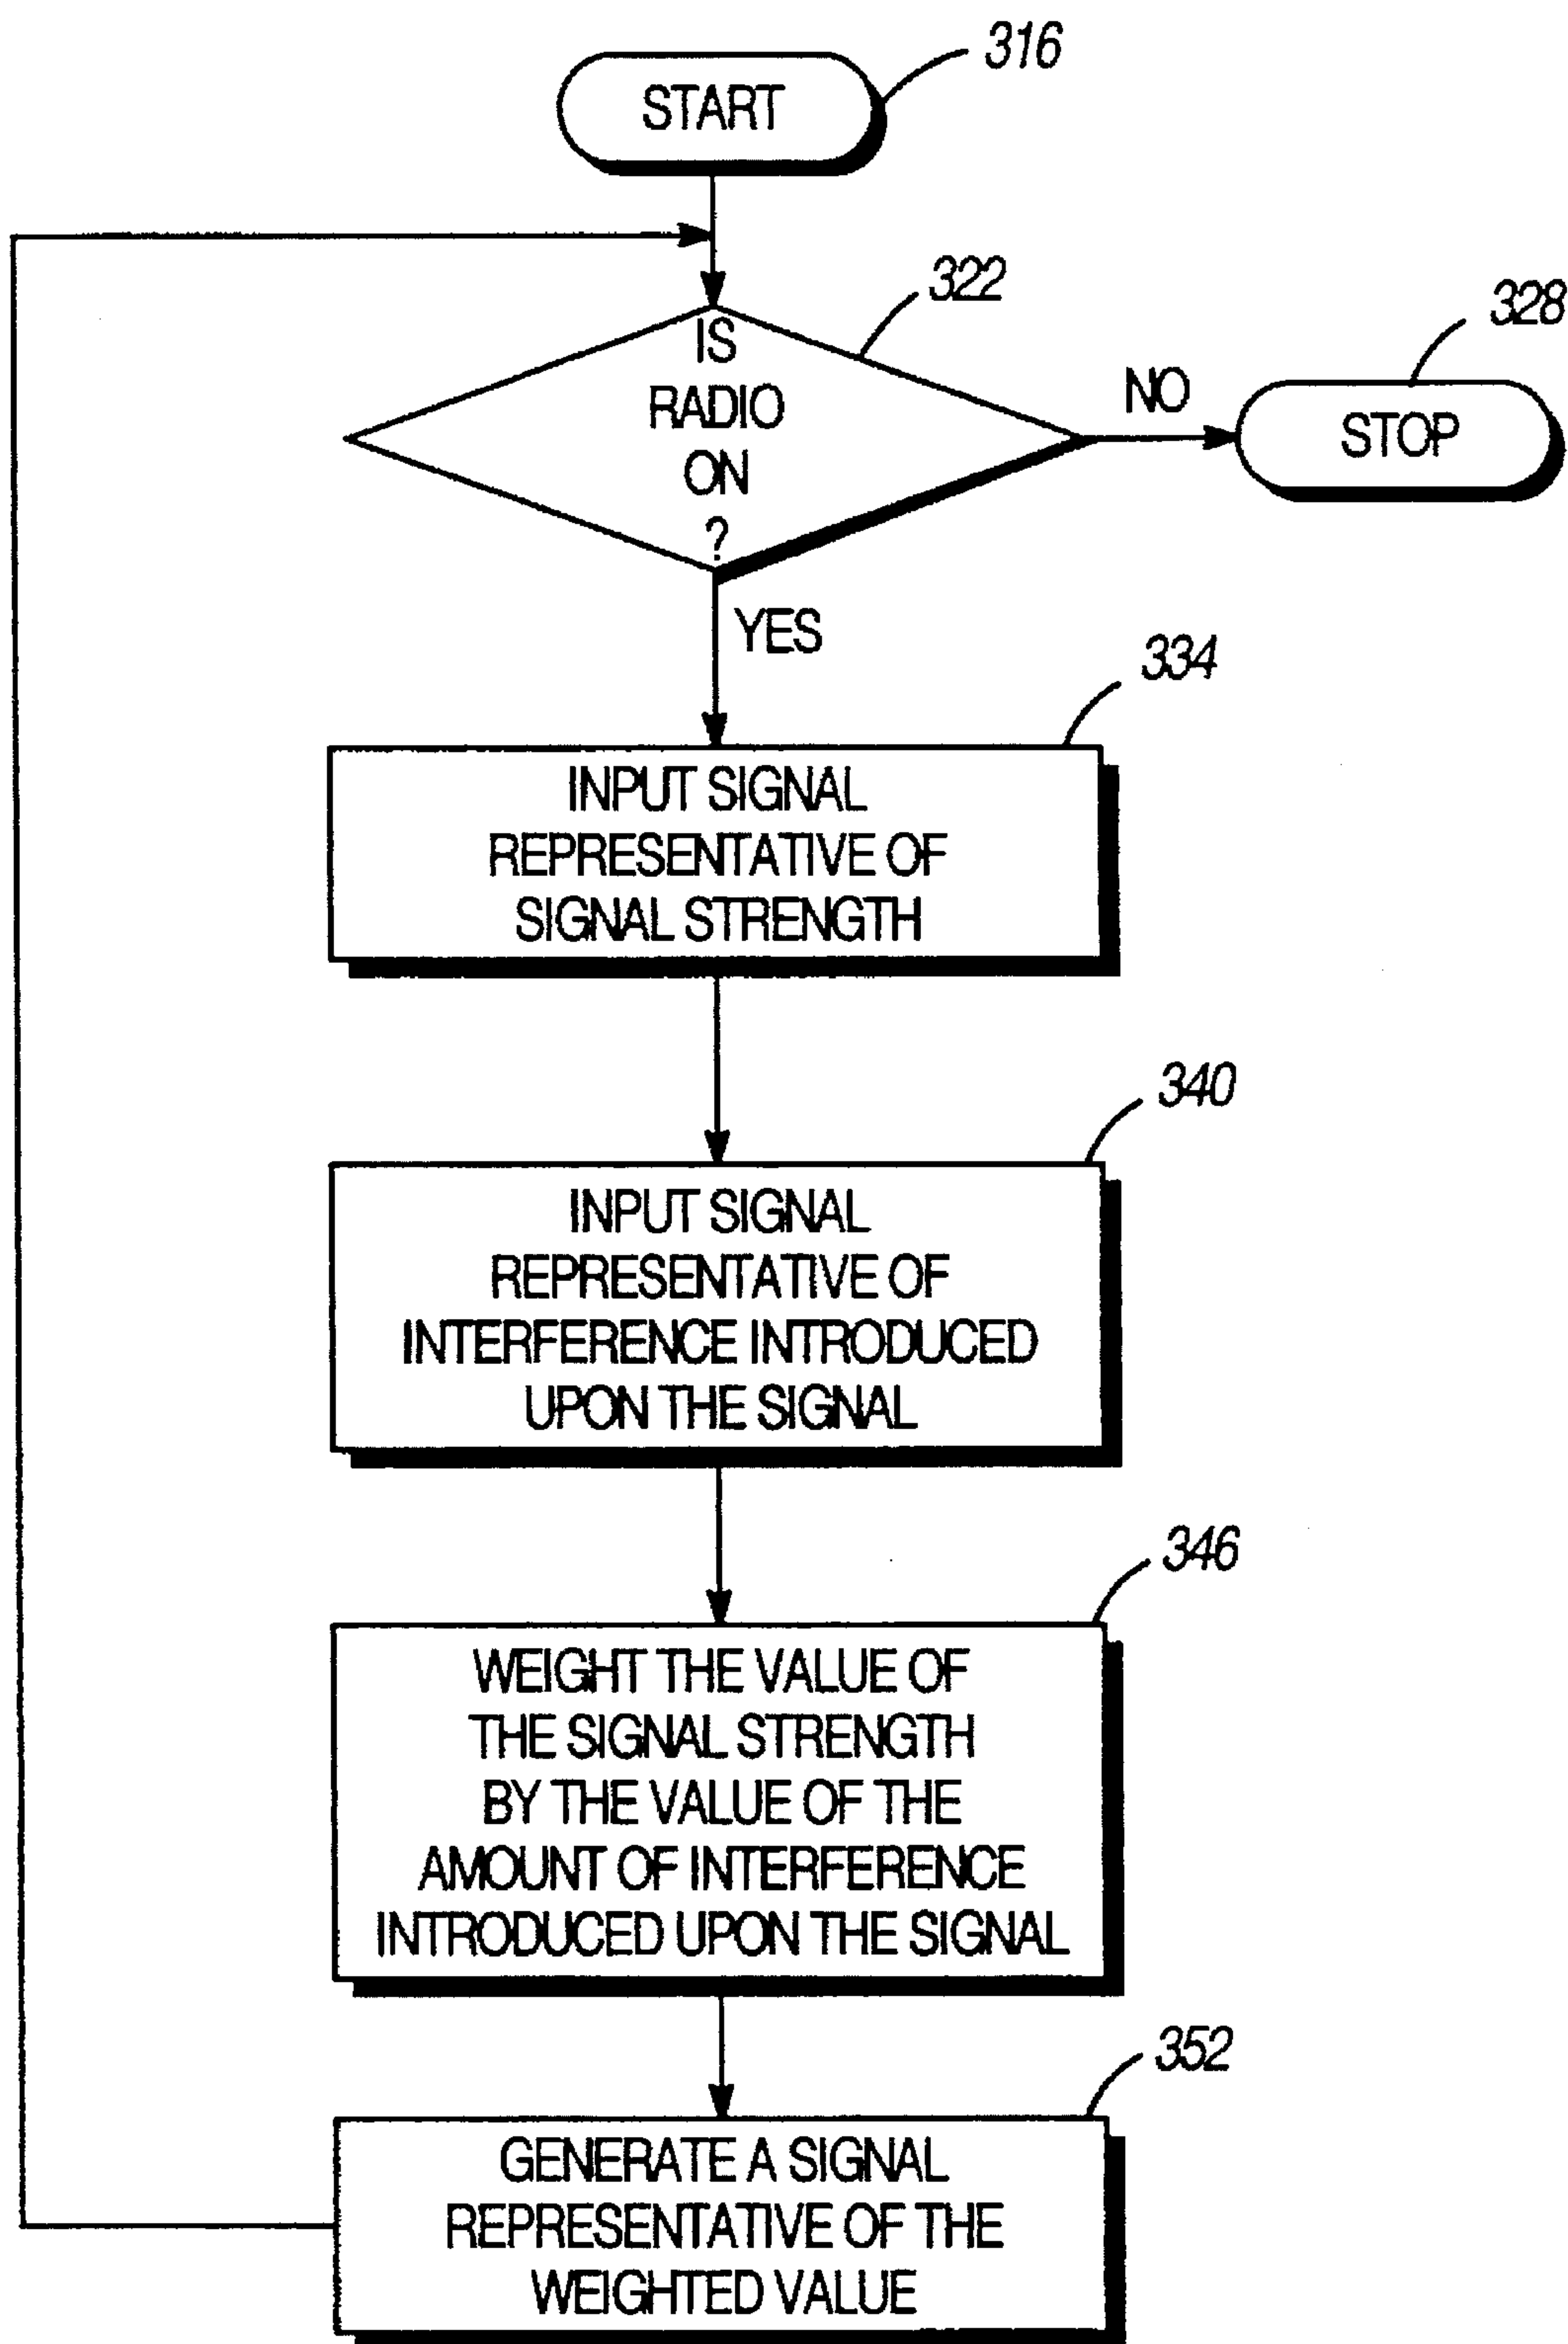 316
START
322
IS
RADIO
ON
?
NO
328
STOP
YES
334
INPUT SIGNAL
REPRESENTATIVE OF
SIGNAL STRENGTH
340
INPUT SIGNAL
REPRESENTATIVE OF
INTERFERENCE INTRODUCED
UPON THE SIGNAL
346
WEIGHT THE VALUE OF
THE SIGNAL STRENGTH
BY THE VALUE OF THE
AMOUNT OF INTERFERENCE
INTRODUCED UPON THE SIGNAL
352
GENERATE A SIGNAL
REPRESENTATIVE OF THE
WEIGHTED VALUE